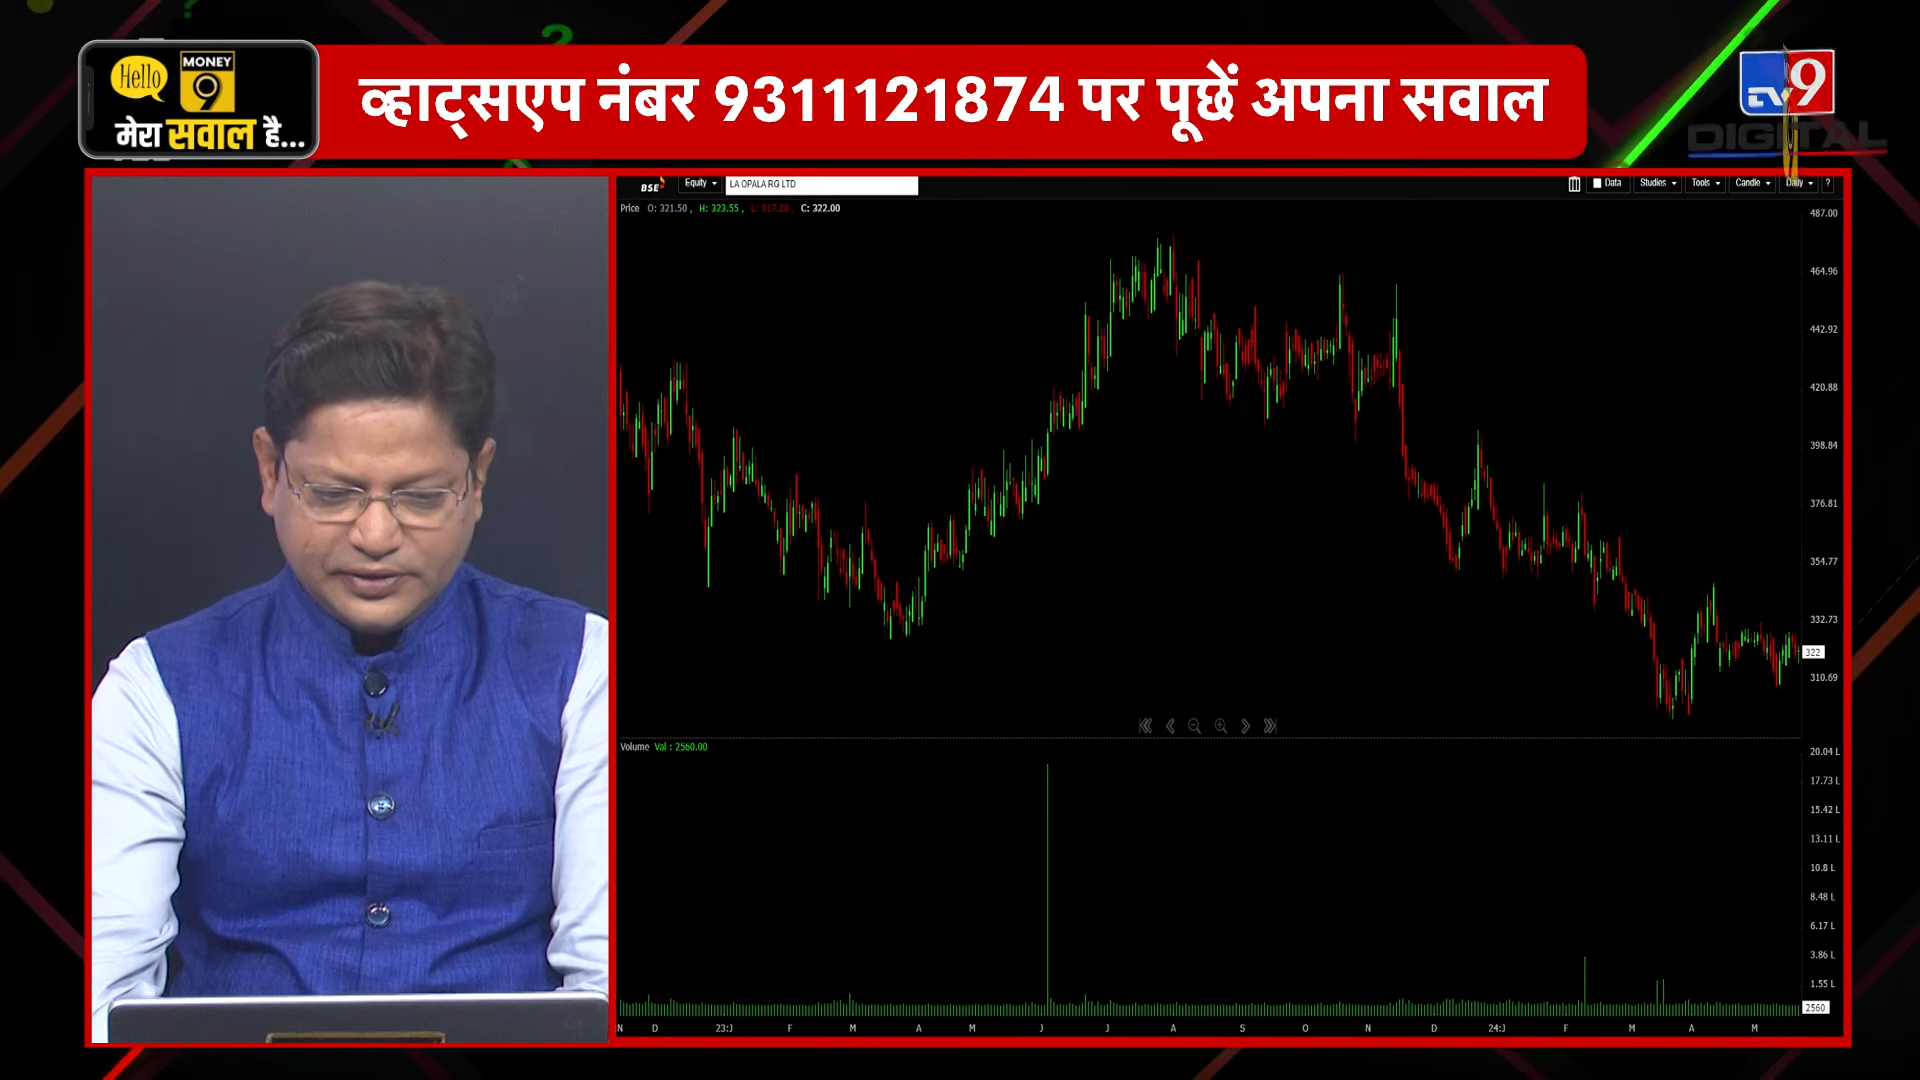 Hello
MONEY
9
मेरा सवाल है...
व्हाट्सएप नंबर 9311121874 पर पूछें अपना सवाल
TV9
DIGITAL
BSE
Equity
LA OPALA RG LTD
Data
Studies
Tools
Candle
Daily
?
Price O: 321.50 , H: 323.55 , L: 317.20 , C: 322.00
487.00
464.96
442.92
420.88
398.84
376.81
354.77
332.73
322
310.69
Volume Val : 2560.00
20.04 L
17.73 L
15.42 L
13.11 L
10.8 L
8.48 L
6.17 L
3.86 L
1.55 L
2560
N D 23:J F M A M J J A S O N D 24:J F M A M